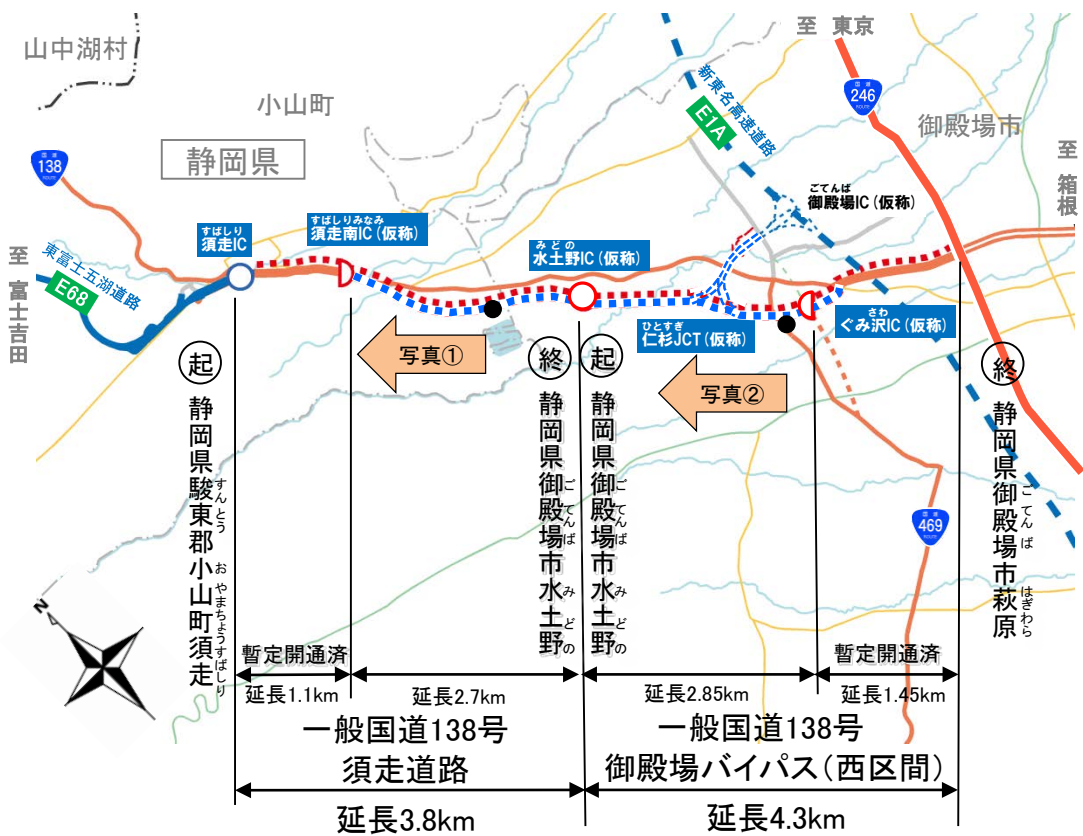 至 東京
山中湖村
小山町
新東名高速道路
E1A
国道
246
ROUTE
御殿場市
至 箱根
国道
138
ROUTE
静岡県
ごてんば
御殿場IC(仮称)
すばしり
須走IC
すばしりみなみ
須走南IC(仮称)
みどの
水土野IC(仮称)
至 富士吉田
東富士五湖道路
E68
ひとすぎ
仁杉JCT(仮称)
さわ
ぐみ沢IC(仮称)
写真①
写真②
起
静岡県駿東郡小山町須走
すんとう おやまちょうすばしり
終
静岡県御殿場市水土野
ごてんば みどの
起
静岡県御殿場市水土野
ごてんば みどの
終
静岡県御殿場市萩原
ごてんば はぎわら
国道
469
ROUTE
N
暫定開通済
延長1.1km
延長2.7km
延長2.85km
暫定開通済
延長1.45km
一般国道138号
須走道路
延長3.8km
一般国道138号
御殿場バイパス(西区間)
延長4.3km